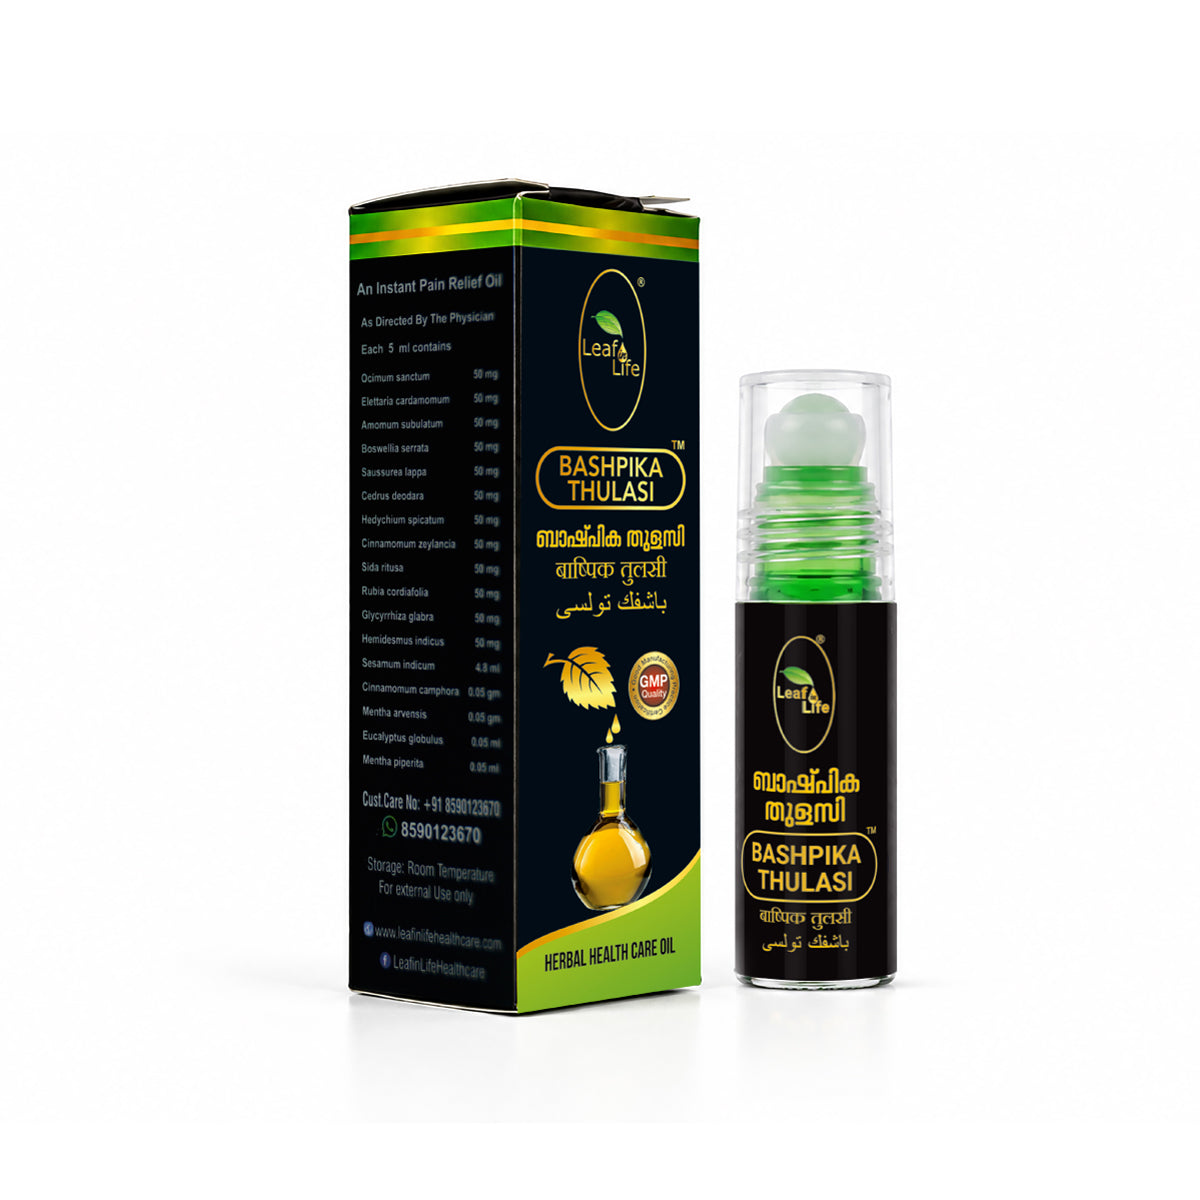 An Instant Pain Relief Oil
As Directed By The Physician
Each 5 ml contains
Ocimum sanctum 50 mg
Elettaria cardamomum 50 mg
Amomum subulatum 50 mg
Boswellia serrata 50 mg
Saussurea lappa 50 mg
Cedrus deodara 50 mg
Hedychium spicatum 50 mg
Cinnamomum zeylancia 50 mg
Sida ritusa 50 mg
Rubia cordiafolia 50 mg
Glycyrrhiza glabra 50 mg
Hemidesmus indicus 50 mg
Sesamum indicum 4.8 ml
Cinnamomum camphora 0.05 gm
Mentha arvensis 0.05 gm
Eucalyptus globulus 0.05 ml
Mentha piperita 0.05 ml
Cust.Care No: +91 8590123670
8590123670
Storage: Room Temperature
For external Use only
www.leafinlifehealthcare.com
LeafinLifeHealthcare
®
Leaf in
Life
TM
BASHPIKA
THULASI
ബാഷ്പിക തുളസി
बाष्पिक तुलसी
باشفك تولسى
GMP
Quality
HERBAL HEALTH CARE OIL
®
Leaf in
Life
ബാഷ്പിക
തുളസി
TM
BASHPIKA
THULASI
बाष्पिक तुलसी
باشفك تولسى